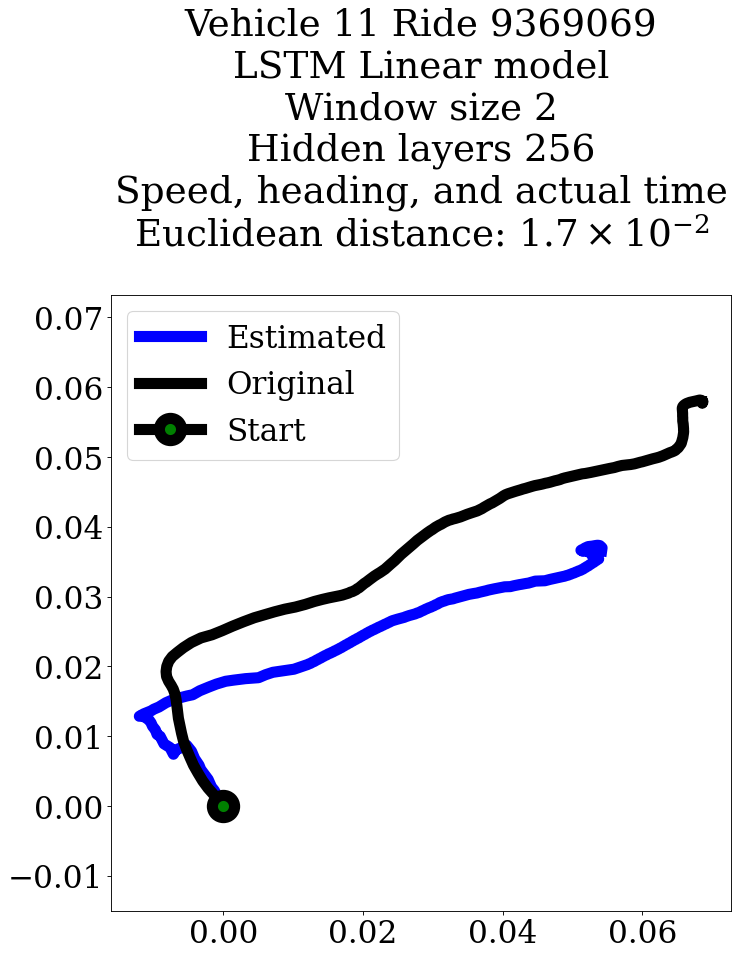 Vehicle 11 Ride 9369069
LSTM Linear model
Window size 2
Hidden layers 256
Speed, heading, and actual time
Euclidean distance: 1.7 × 10⁻²
0.07
0.06
0.05
0.04
0.03
0.02
0.01
0.00
−0.01
Estimated
Original
Start
0.00 0.02 0.04 0.06